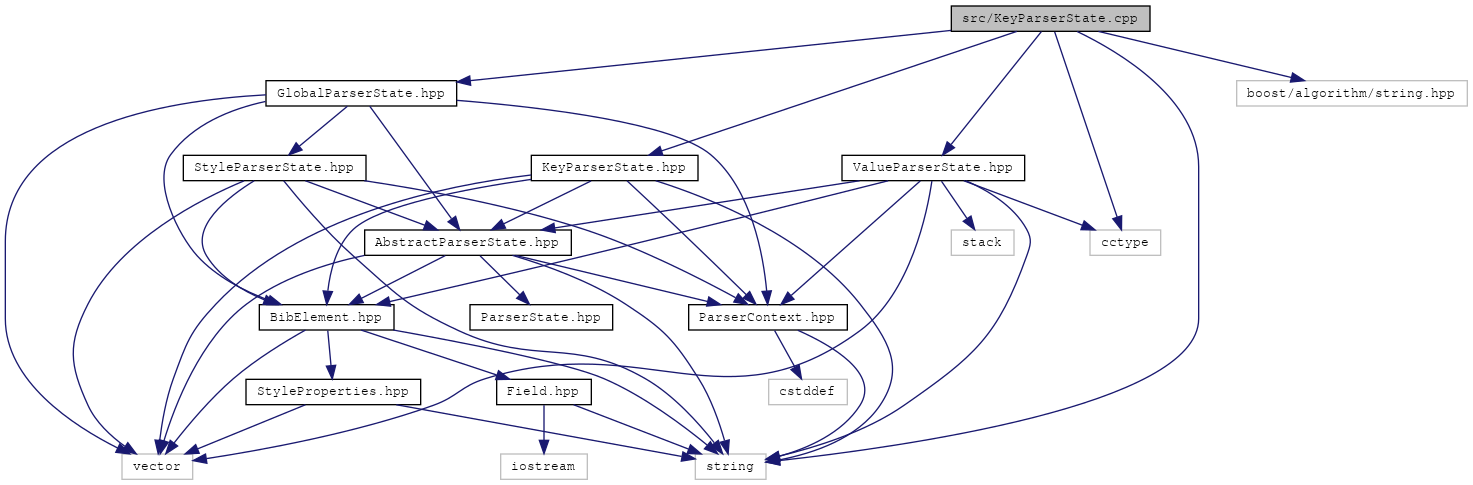 src/KeyParserState.cpp
GlobalParserState.hpp
boost/algorithm/string.hpp
StyleParserState.hpp
KeyParserState.hpp
ValueParserState.hpp
AbstractParserState.hpp
stack
cctype
BibElement.hpp
ParserState.hpp
ParserContext.hpp
StyleProperties.hpp
Field.hpp
cstddef
vector
iostream
string